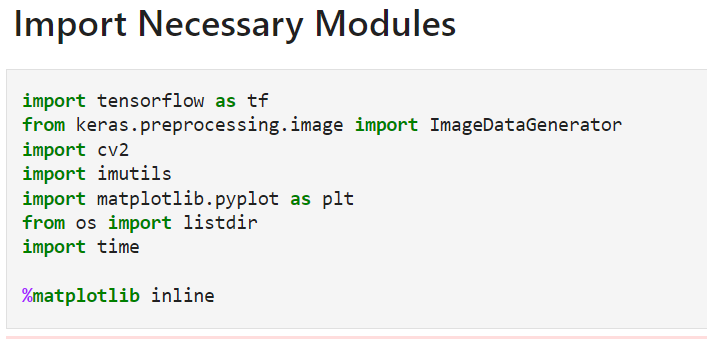 Import Necessary Modules
import tensorflow as tf
from keras.preprocessing.image import ImageDataGenerator
import cv2
import imutils
import matplotlib.pyplot as plt
from os import listdir
import time
%matplotlib inline